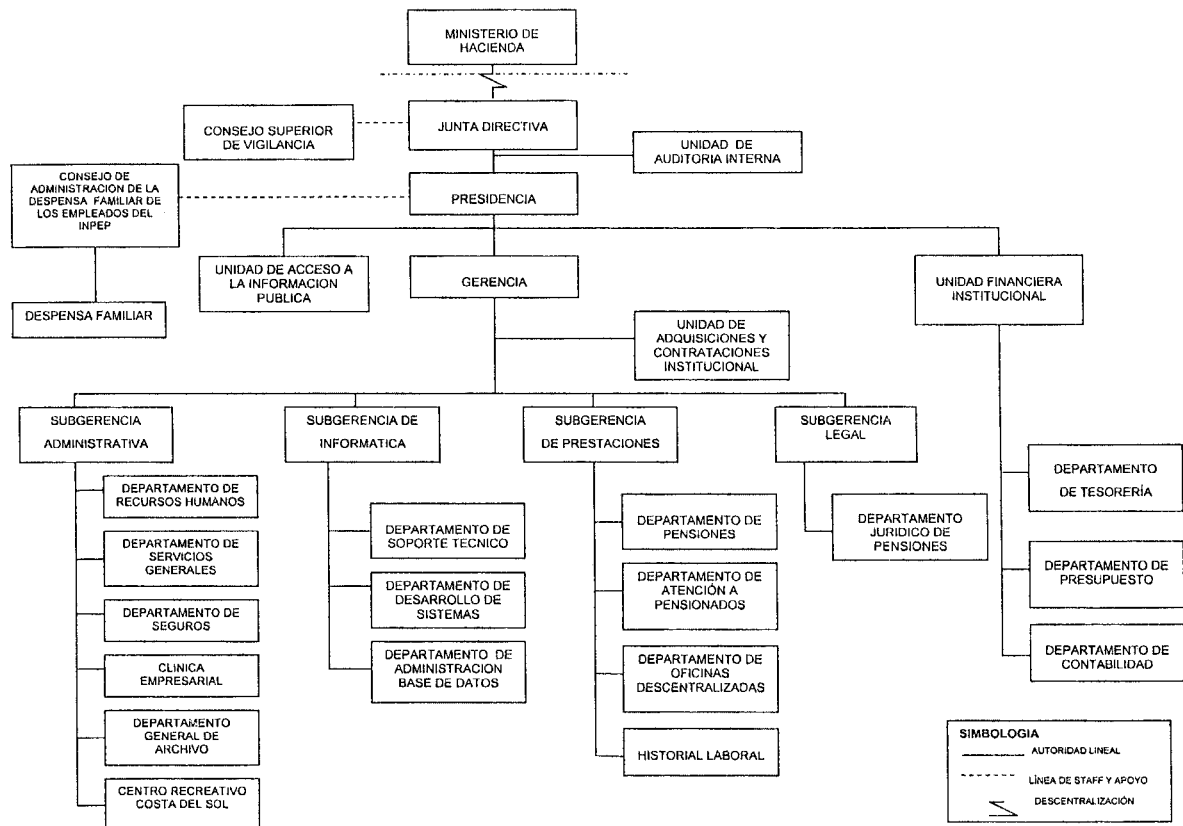 MINISTERIO DE
HACIENDA
CONSEJO SUPERIOR
DE VIGILANCIA
JUNTA DIRECTIVA
UNIDAD DE
AUDITORIA INTERNA
CONSEJO DE
ADMINISTRACION DE LA
DESPENSA FAMILIAR DE
LOS EMPLEADOS DEL
INPEP
PRESIDENCIA
DESPENSA FAMILIAR
UNIDAD DE ACCESO A
LA INFORMACION
PUBLICA
GERENCIA
UNIDAD FINANCIERA
INSTITUCIONAL
UNIDAD DE
ADQUISICIONES Y
CONTRATACIONES
INSTITUCIONAL
SUBGERENCIA
ADMINISTRATIVA
SUBGERENCIA DE
INFORMATICA
SUBGERENCIA
DE PRESTACIONES
SUBGERENCIA
LEGAL
DEPARTAMENTO DE
RECURSOS HUMANOS
DEPARTAMENTO DE
SERVICIOS
GENERALES
DEPARTAMENTO DE
SEGUROS
CLINICA
EMPRESARIAL
DEPARTAMENTO
GENERAL DE
ARCHIVO
CENTRO RECREATIVO
COSTA DEL SOL
DEPARTAMENTO DE
SOPORTE TECNICO
DEPARTAMENTO DE
DESARROLLO DE
SISTEMAS
DEPARTAMENTO DE
ADMINISTRACION
BASE DE DATOS
DEPARTAMENTO DE
PENSIONES
DEPARTAMENTO DE
ATENCIÓN A
PENSIONADOS
DEPARTAMENTO DE
OFICINAS
DESCENTRALIZADAS
HISTORIAL LABORAL
DEPARTAMENTO
JURIDICO DE
PENSIONES
DEPARTAMENTO
DE TESORERÍA
DEPARTAMENTO DE
PRESUPUESTO
DEPARTAMENTO DE
CONTABILIDAD
SIMBOLOGIA
AUTORIDAD LINEAL
LÍNEA DE STAFF Y APOYO
DESCENTRALIZACIÓN